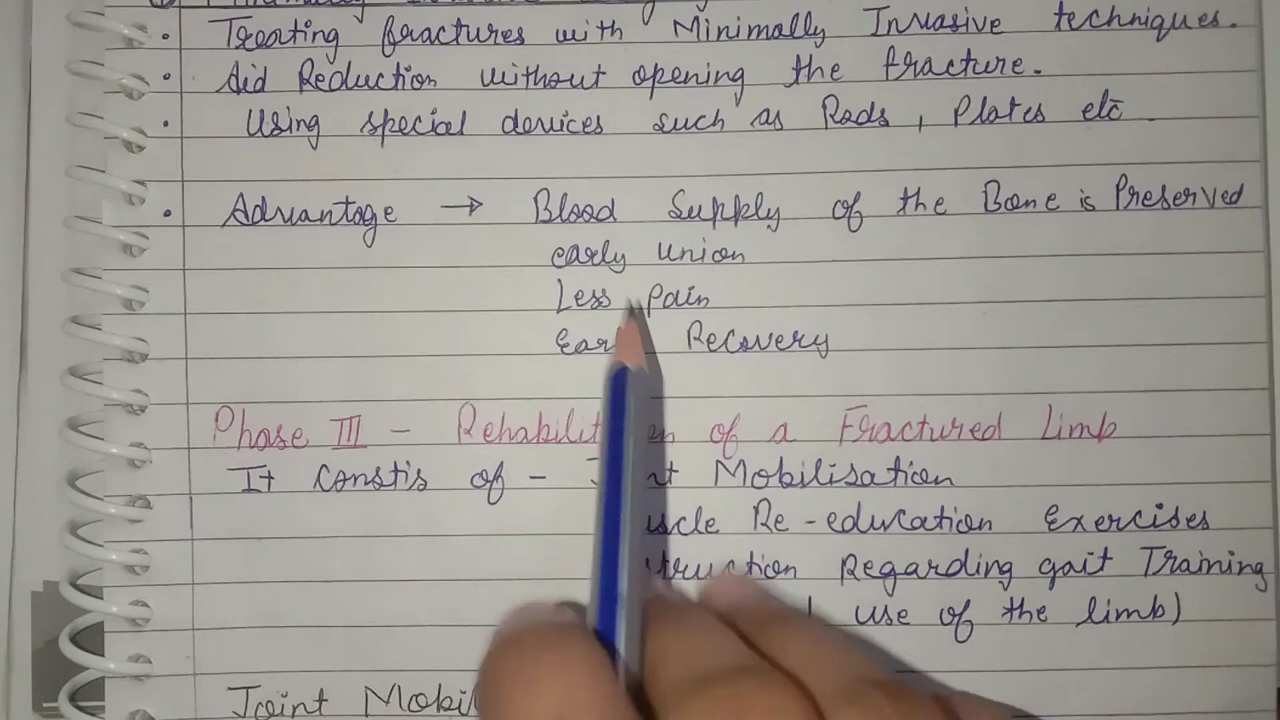 Treating fractures with Minimally Invasive techniques.
Aid Reduction without opening the fracture.
Using special devices such as Rods, Plates etc
Advantage → Blood Supply of the Bone is Preserved
early union
Less Pain
Recovery
Phase III - of a Fractured Limb
It constis of - Mobilisation
Re-education Exercises
Regarding gait Training
use of the limb)
Joint